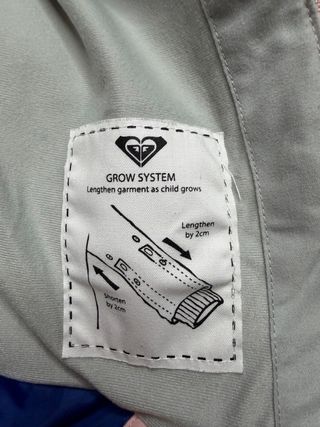 GROW SYSTEM
Lengthen garment as child grows
Lengthen
by 2cm
Shorten
by 2cm